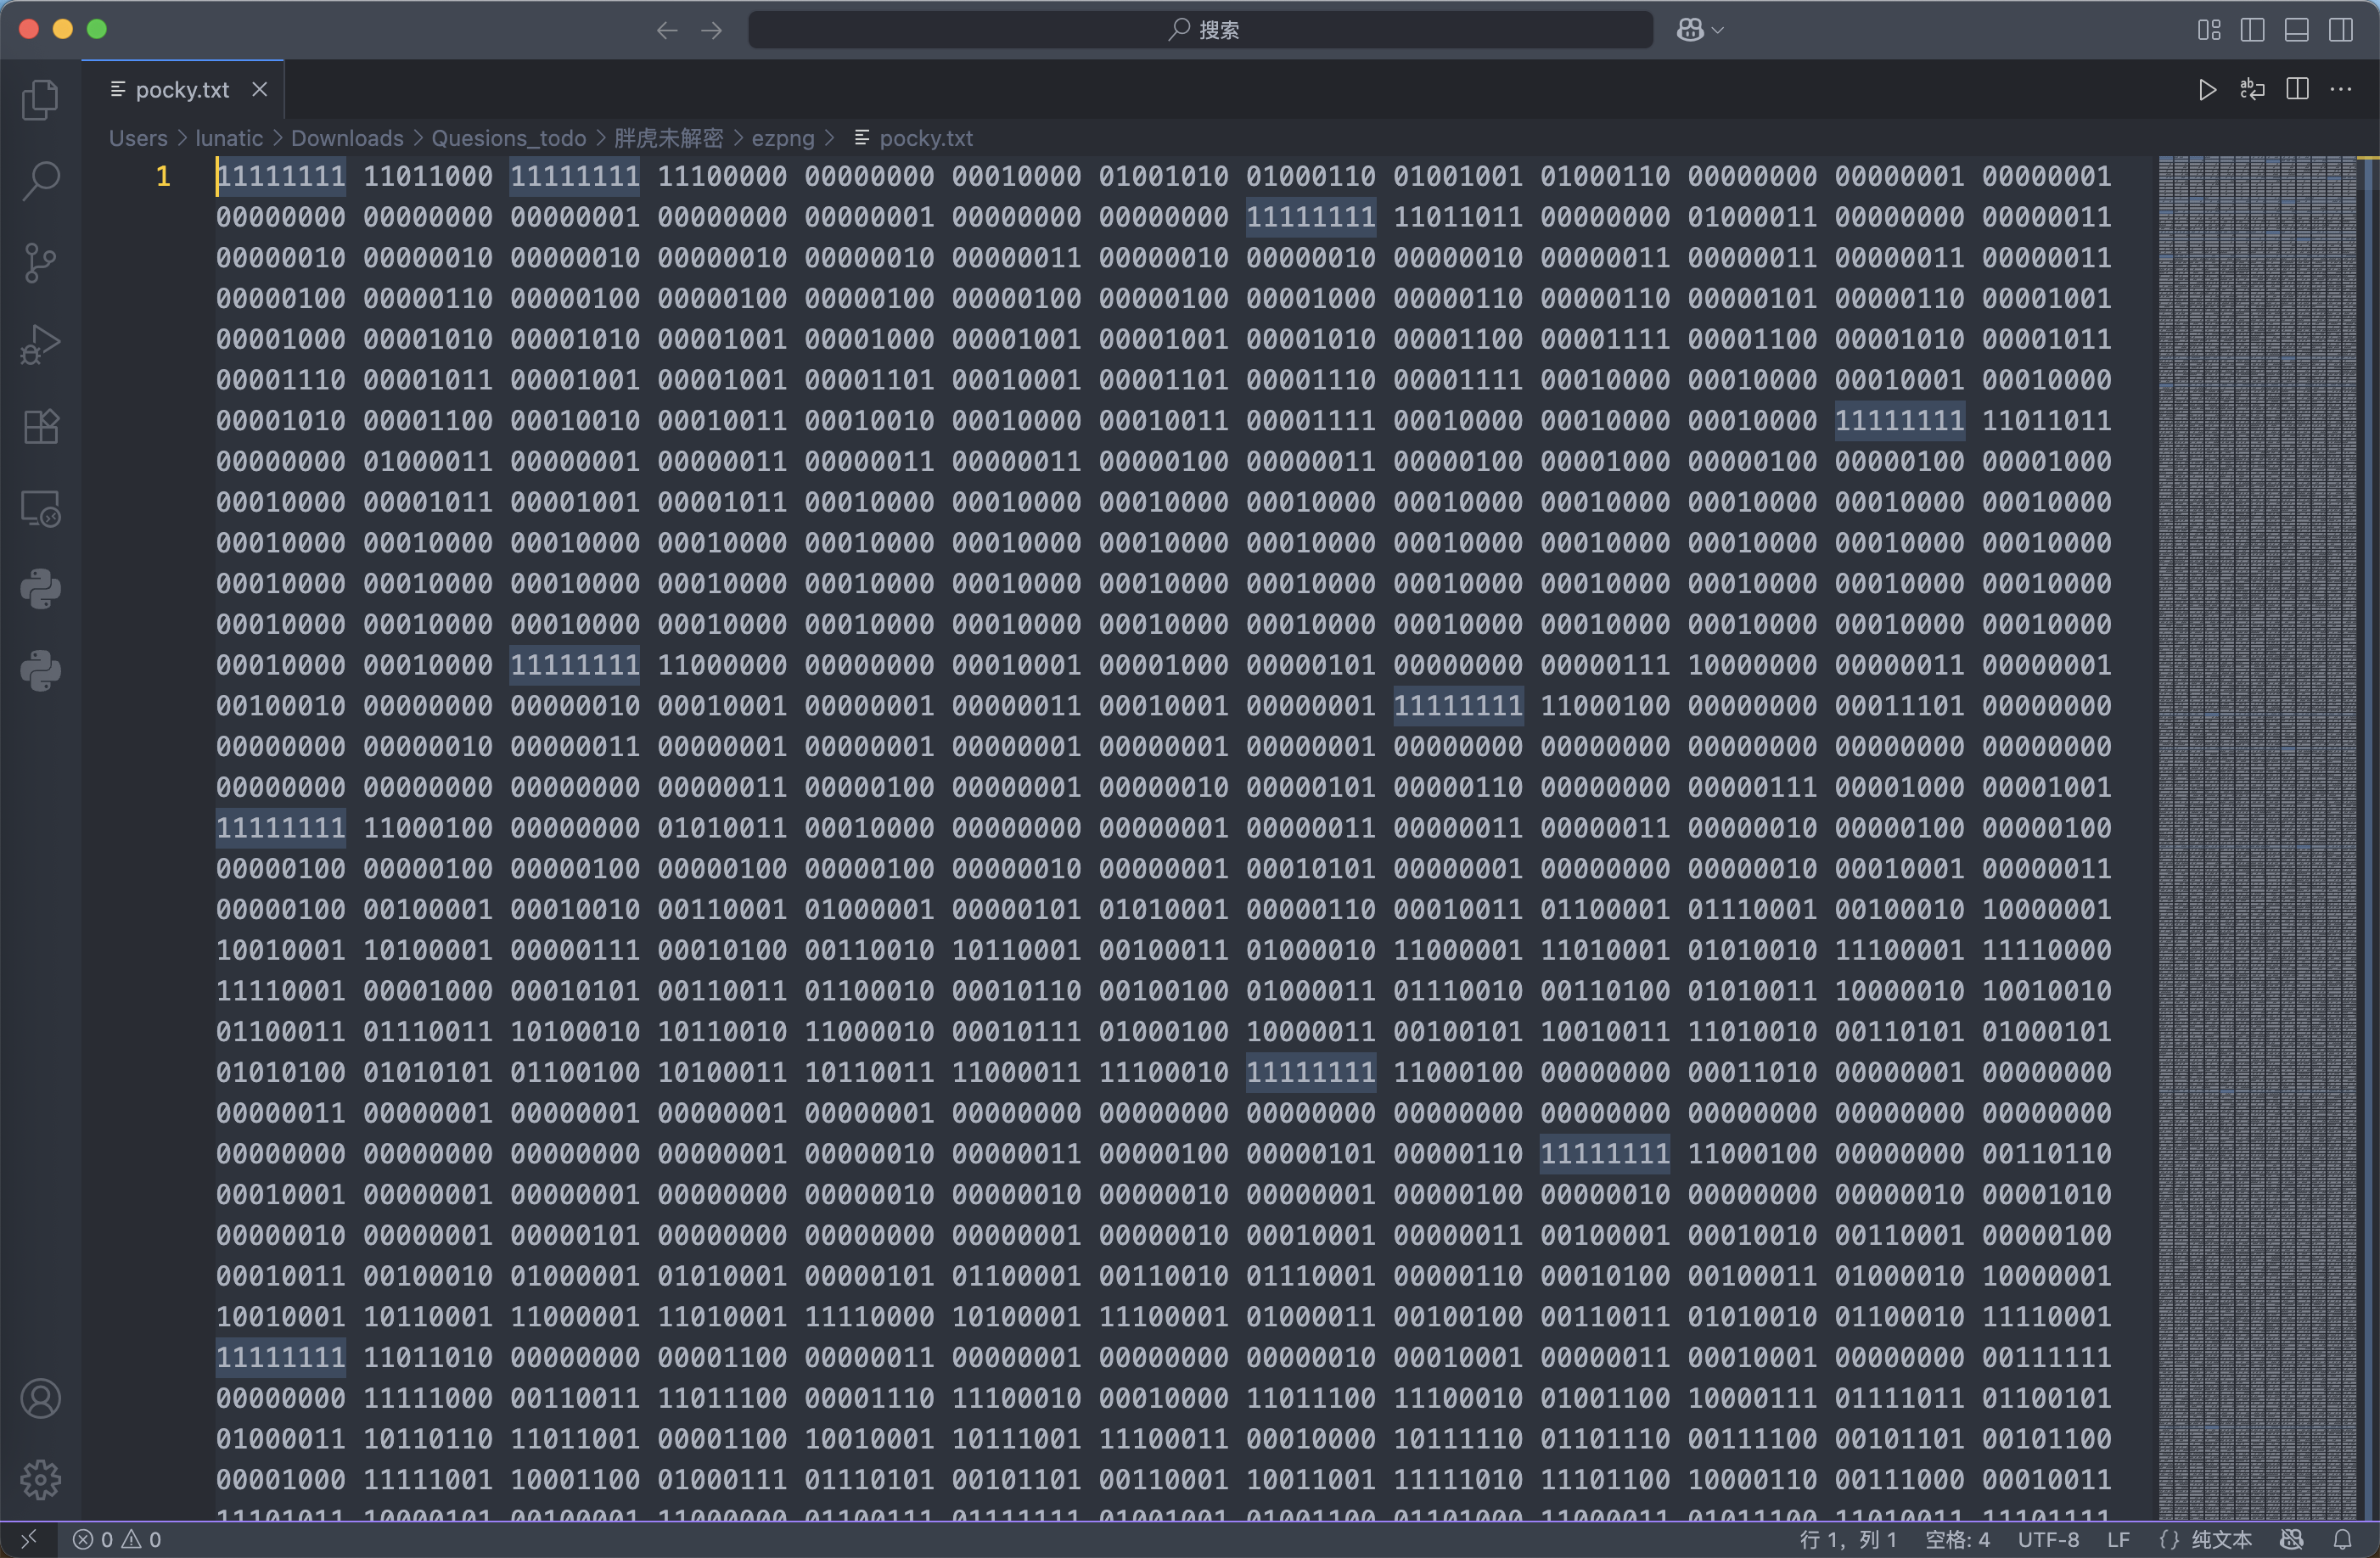 搜索
pocky.txt
Users > lunatic > Downloads > Quesions_todo > 胖虎未解密 > ezpng > pocky.txt
1 11111111 11011000 11111111 11100000 00000000 00010000 01001010 01000110 01001001 01000110 00000000 00000001 00000001
00000000 00000000 00000001 00000000 00000001 00000000 00000000 11111111 11011011 00000000 01000011 00000000 00000011
00000010 00000010 00000010 00000010 00000010 00000011 00000010 00000010 00000010 00000011 00000011 00000011 00000011
00000100 00000110 00000100 00000100 00000100 00000100 00000100 00001000 00000110 00000110 00000101 00000110 00001001
00001000 00001010 00001010 00001001 00001000 00001001 00001001 00001010 00001100 00001111 00001100 00001010 00001011
00001110 00001011 00001001 00001001 00001101 00010001 00001101 00001110 00001111 00010000 00010000 00010001 00010000
00001010 00001100 00010010 00010011 00010010 00010000 00010011 00001111 00010000 00010000 00010000 11111111 11011011
00000000 01000011 00000001 00000011 00000011 00000011 00000100 00000011 00000100 00001000 00000100 00000100 00001000
00010000 00001011 00001001 00001011 00010000 00010000 00010000 00010000 00010000 00010000 00010000 00010000 00010000
00010000 00010000 00010000 00010000 00010000 00010000 00010000 00010000 00010000 00010000 00010000 00010000 00010000
00010000 00010000 00010000 00010000 00010000 00010000 00010000 00010000 00010000 00010000 00010000 00010000 00010000
00010000 00010000 00010000 00010000 00010000 00010000 00010000 00010000 00010000 00010000 00010000 00010000 00010000
00010000 00010000 11111111 11000000 00000000 00010001 00001000 00000101 00000000 00000111 10000000 00000011 00000001
00100010 00000000 00000010 00010001 00000001 00000011 00010001 00000001 11111111 11000100 00000000 00011101 00000000
00000000 00000010 00000011 00000001 00000001 00000001 00000001 00000001 00000000 00000000 00000000 00000000 00000000
00000000 00000000 00000000 00000011 00000100 00000001 00000010 00000101 00000110 00000000 00000111 00001000 00001001
11111111 11000100 00000000 01010011 00010000 00000000 00000001 00000011 00000011 00000011 00000010 00000100 00000100
00000100 00000100 00000100 00000100 00000100 00000010 00000001 00010101 00000001 00000000 00000010 00010001 00000011
00000100 00100001 00010010 00110001 01000001 00000101 01010001 00000110 00010011 01100001 01110001 00100010 10000001
10010001 10100001 00000111 00010100 00110010 10110001 00100011 01000010 11000001 11010001 01010010 11100001 11110000
11110001 00001000 00010101 00110011 01100010 00010110 00100100 01000011 01110010 00110100 01010011 10000010 10010010
01100011 01110011 10100010 10110010 11000010 00010111 01000100 10000011 00100101 10010011 11010010 00110101 01000101
01010100 01010101 01100100 10100011 10110011 11000011 11100010 11111111 11000100 00000000 00011010 00000001 00000000
00000011 00000001 00000001 00000001 00000001 00000000 00000000 00000000 00000000 00000000 00000000 00000000 00000000
00000000 00000000 00000000 00000001 00000010 00000011 00000100 00000101 00000110 11111111 11000100 00000000 00110110
00010001 00000001 00000001 00000000 00000010 00000010 00000010 00000001 00000100 00000010 00000000 00000010 00001010
00000010 00000001 00000101 00000000 00000000 00000001 00000010 00010001 00000011 00100001 00010010 00110001 00000100
00010011 00100010 01000001 01010001 00000101 01100001 00110010 01110001 00000110 00010100 00100011 01000010 10000001
10010001 10110001 11000001 11010001 11110000 10100001 11100001 01000011 00100100 00110011 01010010 01100010 11110001
11111111 11011010 00000000 00001100 00000011 00000001 00000000 00000010 00010001 00000011 00010001 00000000 00111111
00000000 11111000 00110011 11011100 00001110 11100010 00010000 11011100 11100010 01001100 10000111 01111011 01100101
01000011 10110110 11011001 00001100 10010001 10111001 11100011 00010000 10111110 01101110 00111100 00101101 00101100
00001000 11111001 10001100 01000111 01110101 00101101 00110001 10011001 11111010 11101100 10000110 00111000 00010011
11101011 10000101 00100001 11000000 01100111 01111111 01001001 01001100 01101000 11000011 01011100 11010011 11101111
0 0
行 1，列 1 空格: 4 UTF-8 LF {} 纯文本